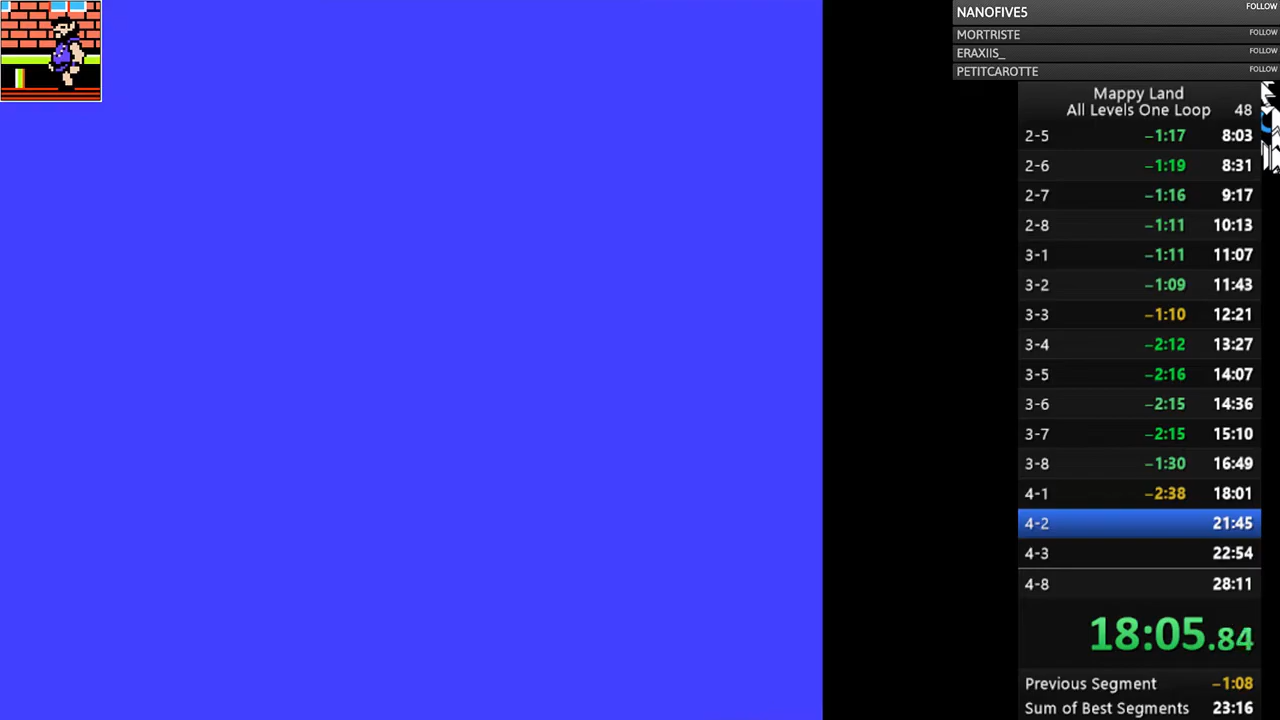 NANOFIVE5 FOLLOW
MORTRISTE FOLLOW
ERAXIIS_ FOLLOW
PETITCAROTTE FOLLOW
Mappy Land
All Levels One Loop 48
2-5 −1:17 8:03
2-6 −1:19 8:31
2-7 −1:16 9:17
2-8 −1:11 10:13
3-1 −1:11 11:07
3-2 −1:09 11:43
3-3 −1:10 12:21
3-4 −2:12 13:27
3-5 −2:16 14:07
3-6 −2:15 14:36
3-7 −2:15 15:10
3-8 −1:30 16:49
4-1 −2:38 18:01
4-2 21:45
4-3 22:54
4-8 28:11
18:05.84
Previous Segment −1:08
Sum of Best Segments 23:16